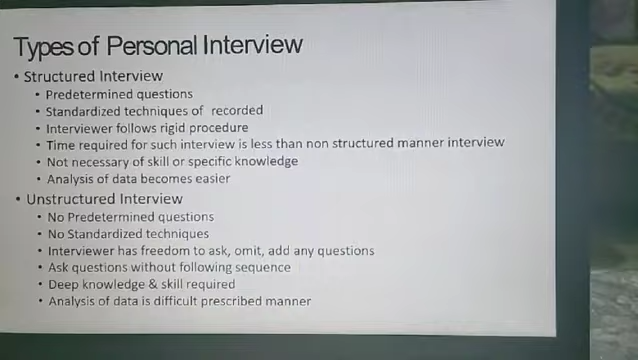 Types of Personal Interview
• Structured Interview
• Predetermined questions
• Standardized techniques of recorded
• Interviewer follows rigid procedure
• Time required for such interview is less than non structured manner interview
• Not necessary of skill or specific knowledge
• Analysis of data becomes easier
• Unstructured Interview
• No Predetermined questions
• No Standardized techniques
• Interviewer has freedom to ask, omit, add any questions
• Ask questions without following sequence
• Deep knowledge & skill required
• Analysis of data is difficult prescribed manner